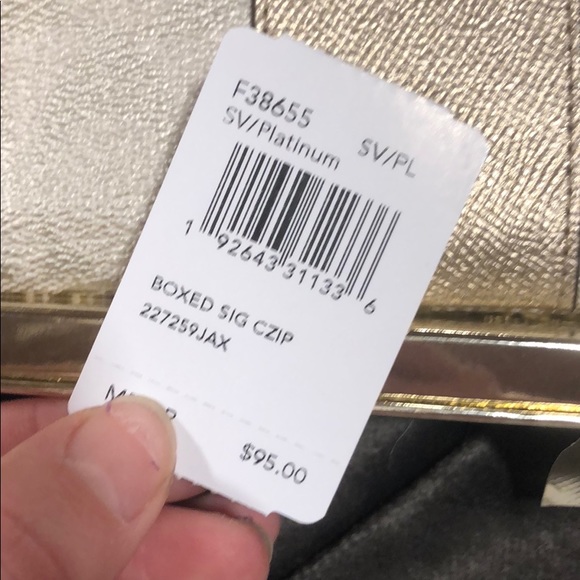 F38655 SV/PL
SV/Platinum
1 92643 31133 6
BOXED SIG CZIP
227259JAX
$95.00